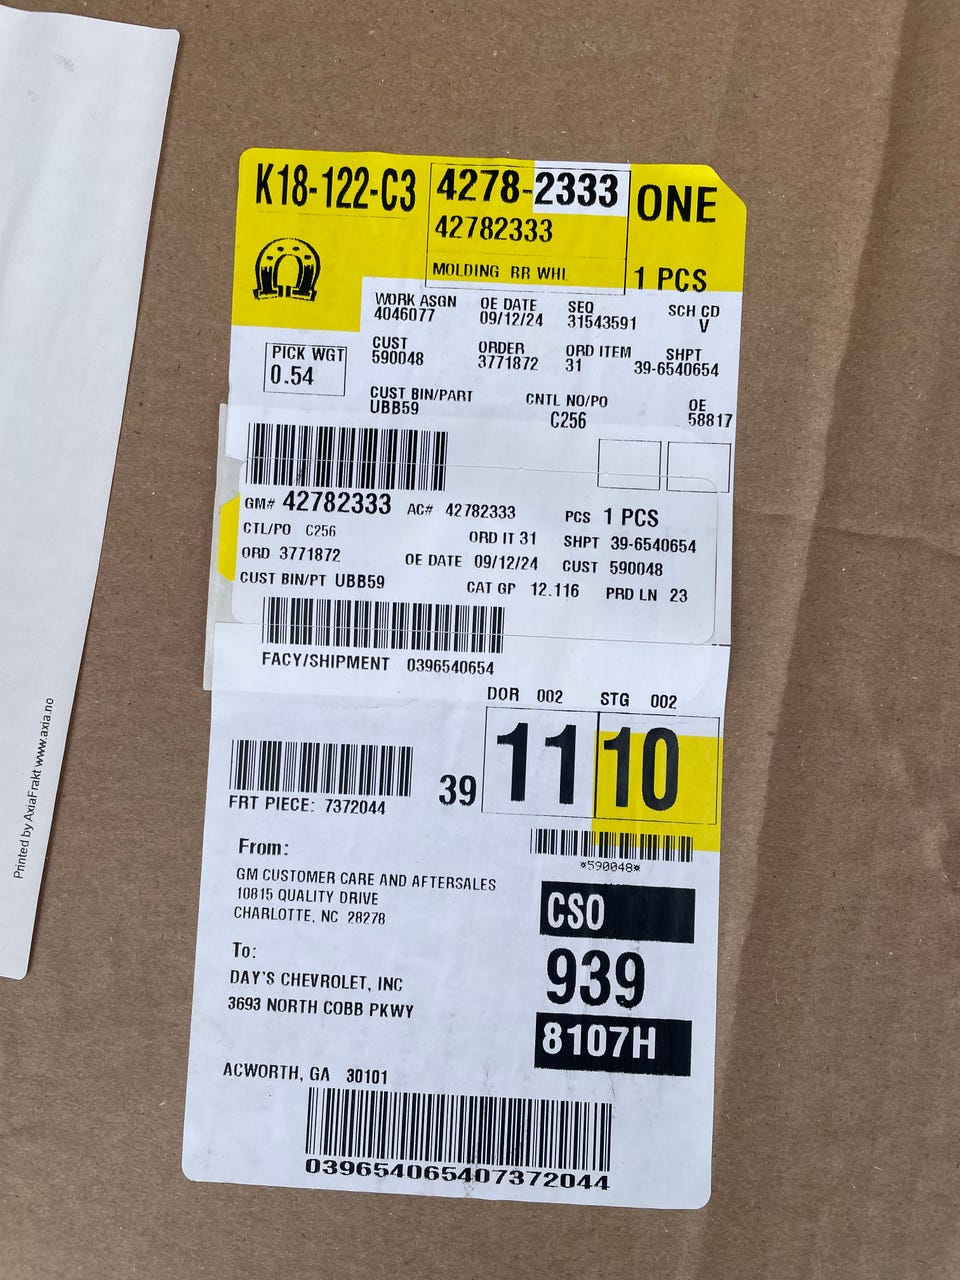 K18-122-C3
4278-2333
42782333
ONE
MOLDING RR WHL
1 PCS
WORK ASGN
4046077
OE DATE
09/12/24
SEQ
31543591
SCH CD
V
PICK WGT
0.54
CUST
590048
ORDER
3771872
ORD ITEM
31
SHPT
39-6540654
CUST BIN/PART
UBB59
CNTL NO/PO
C256
OE
58817
GM# 42782333 AC# 42782333 PCS 1 PCS
CTL/PO C256 ORD IT 31 SHPT 39-6540654
ORD 3771872 OE DATE 09/12/24 CUST 590048
CUST BIN/PT UBB59 CAT GP 12.116 PRD LN 23
FACY/SHIPMENT 0396540654
DOR 002 STG 002
39 11 10
FRT PIECE: 7372044
*590048*
From:
GM CUSTOMER CARE AND AFTERSALES
10815 QUALITY DRIVE
CHARLOTTE, NC 28278
CSO
939
8107H
To:
DAY'S CHEVROLET, INC
3693 NORTH COBB PKWY
ACWORTH, GA 30101
039654065407372044
Printed by AxiaFrakt www.axia.no